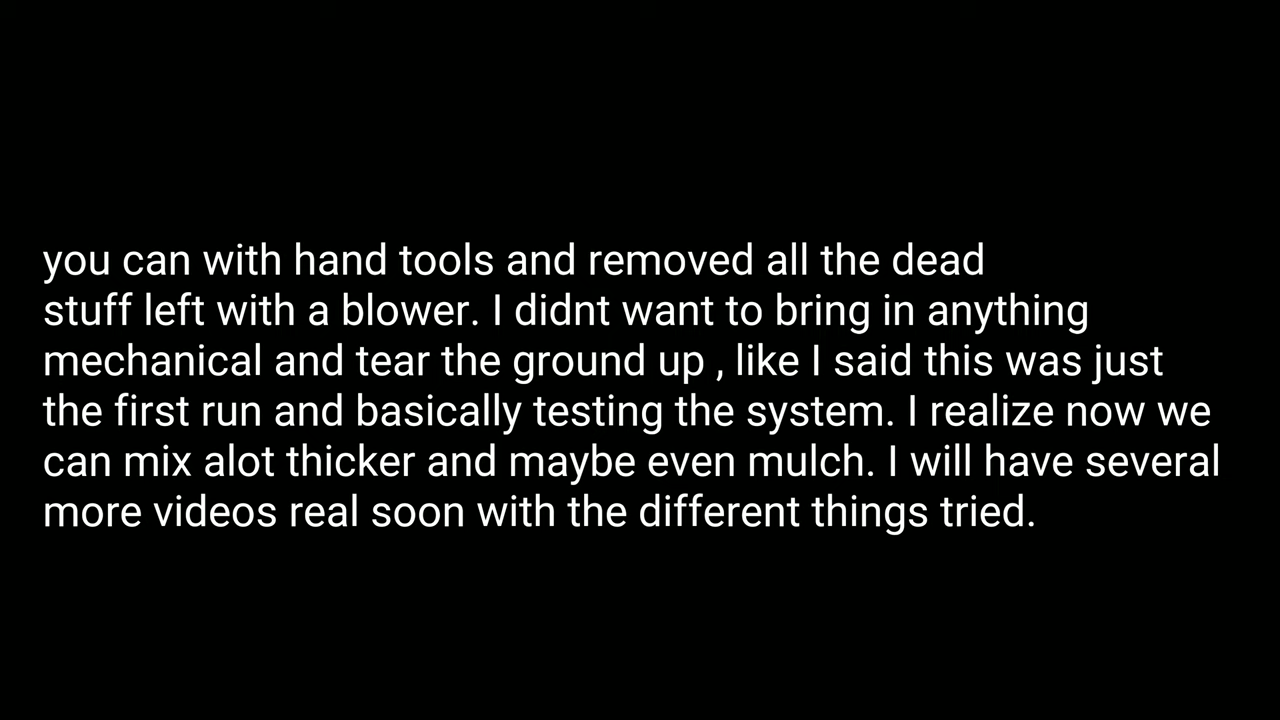 you can with hand tools and removed all the dead
stuff left with a blower. I didnt want to bring in anything
mechanical and tear the ground up , like I said this was just
the first run and basically testing the system. I realize now we
can mix alot thicker and maybe even mulch. I will have several
more videos real soon with the different things tried.